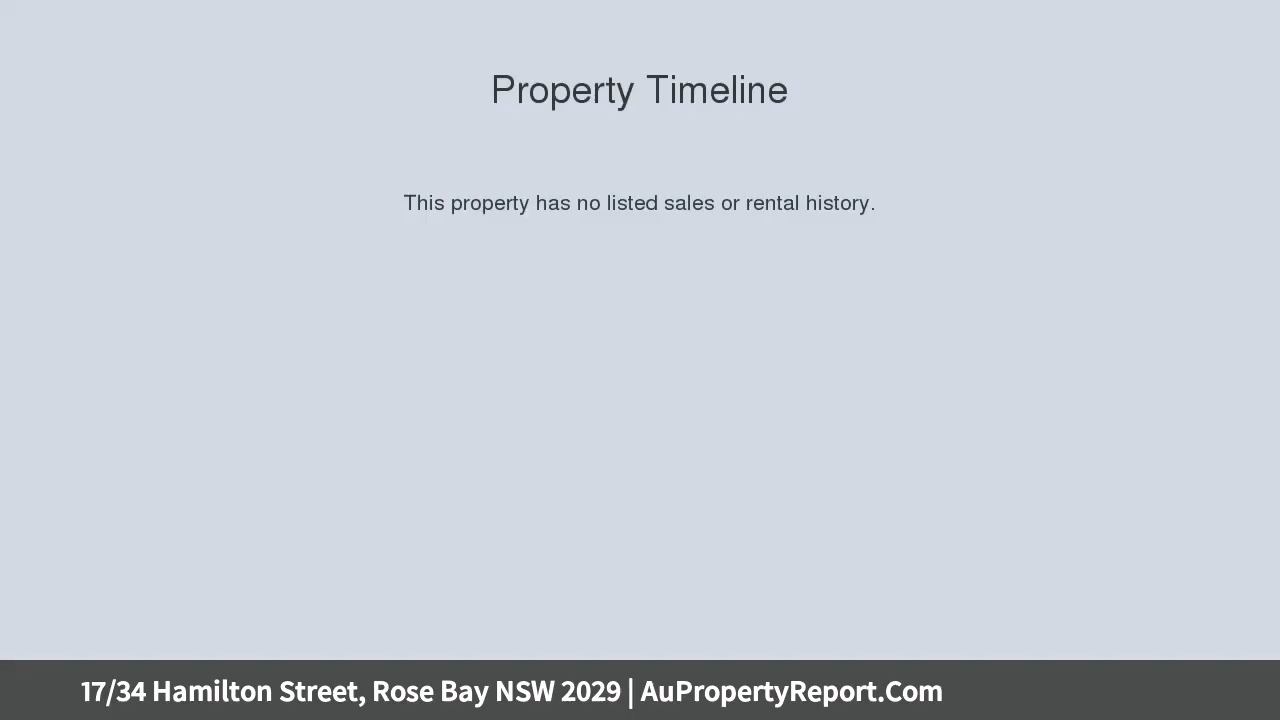 Property Timeline
This property has no listed sales or rental history.
17/34 Hamilton Street, Rose Bay NSW 2029 | AuPropertyReport.Com